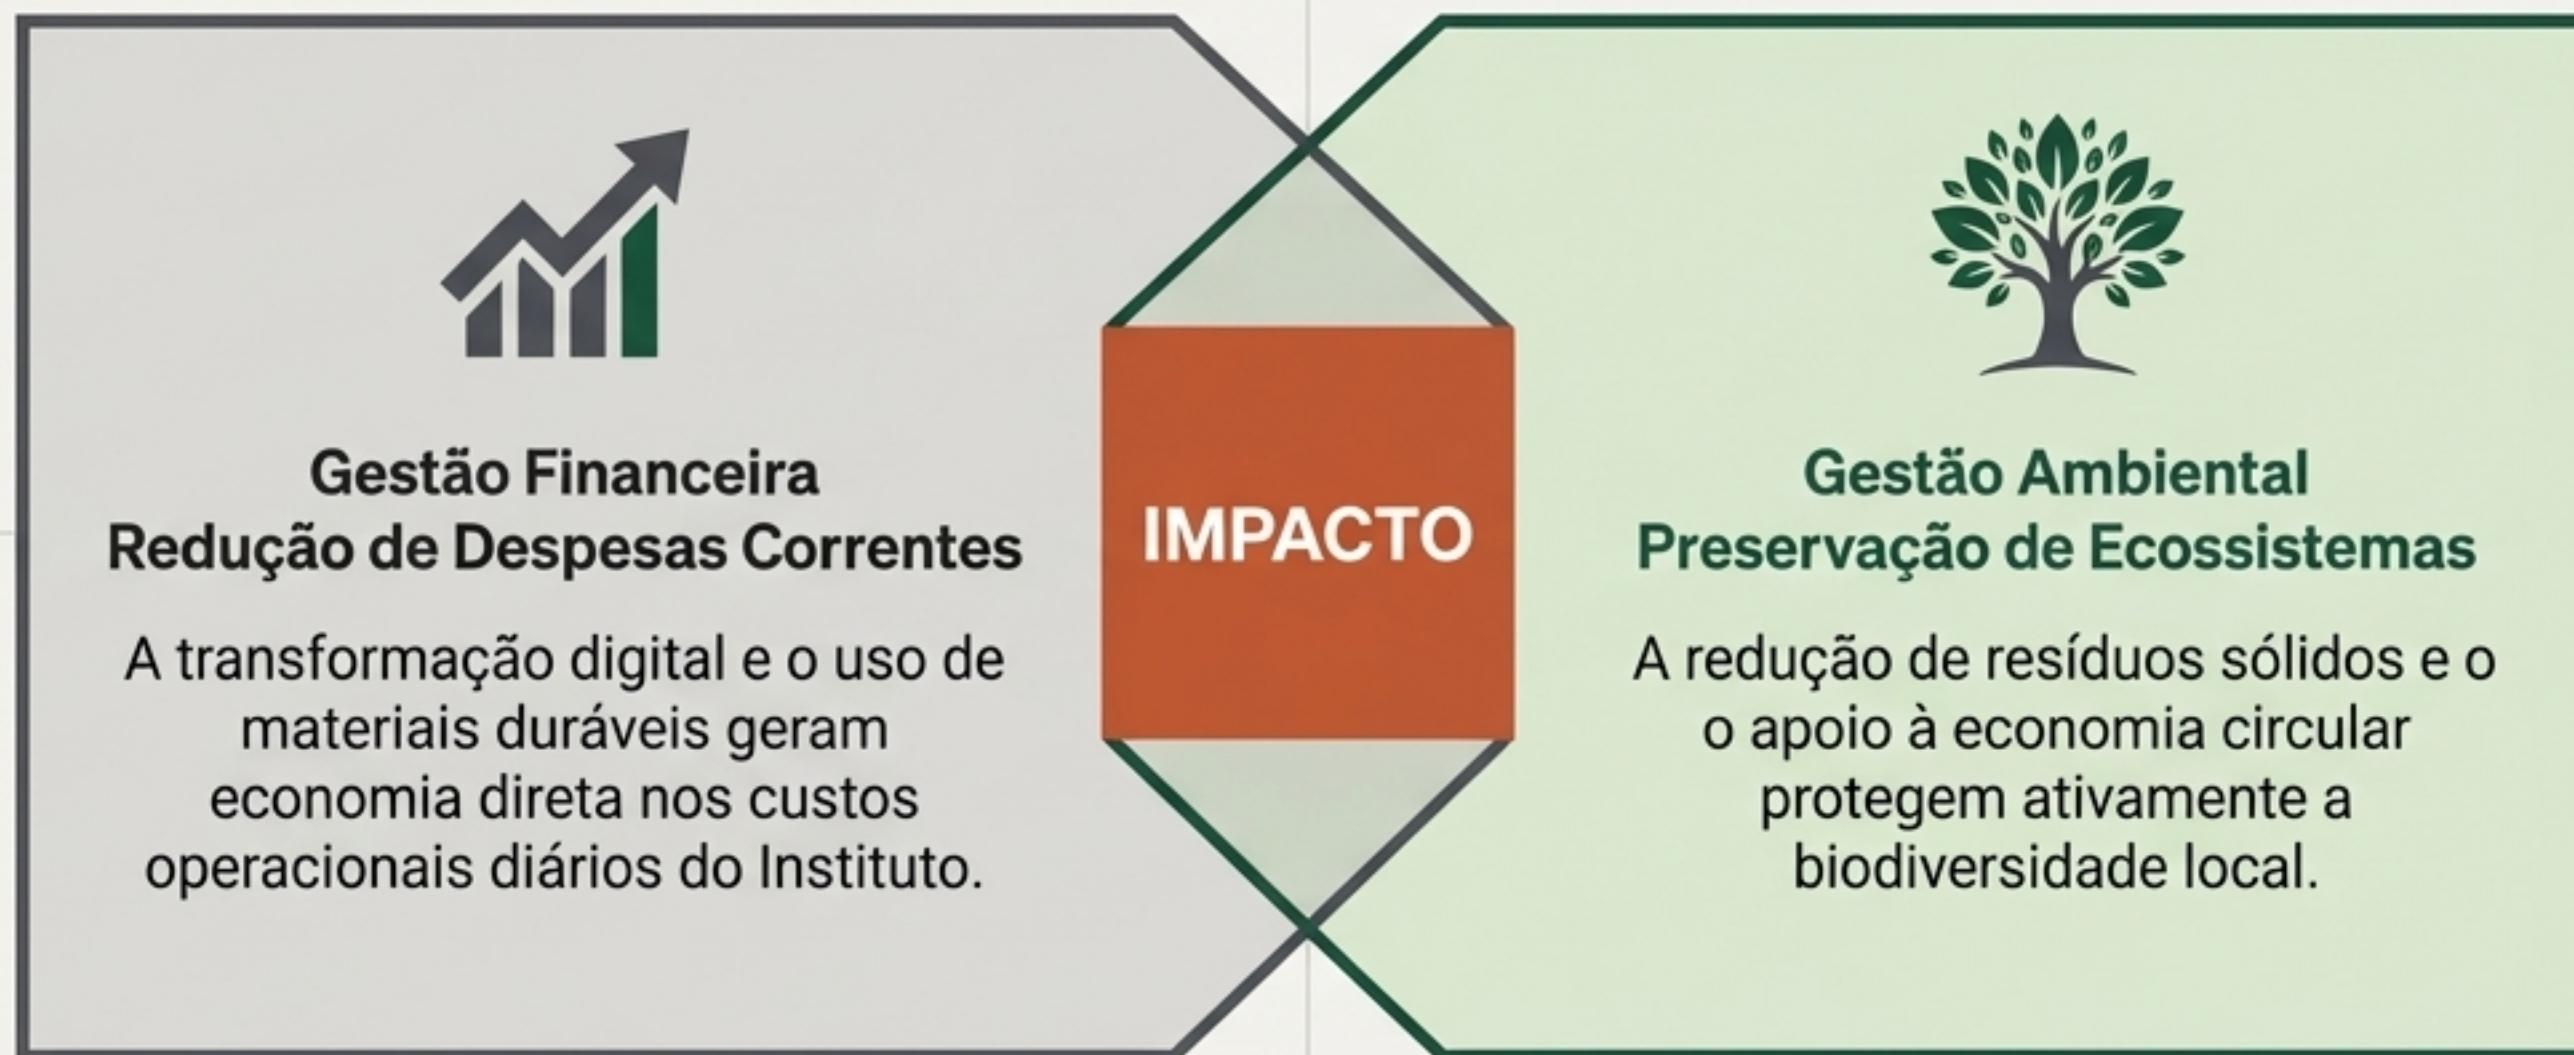 Gestão Financeira
Redução de Despesas Correntes
A transformação digital e o uso de
materiais duráveis geram
economia direta nos custos
operacionais diários do Instituto.
IMPACTO
Gestão Ambiental
Preservação de Ecossistemas
A redução de resíduos sólidos e o
o apoio à economia circular
protegem ativamente a
biodiversidade local.